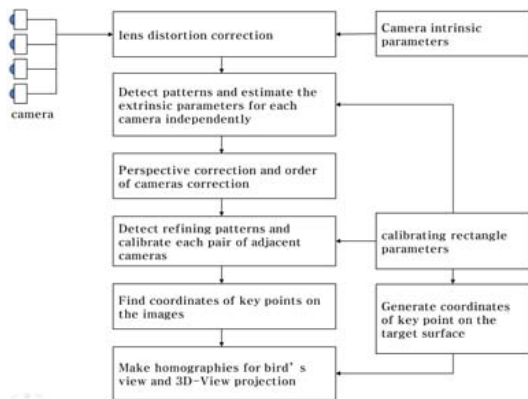 camera
lens distortion correction
Camera intrinsic
parameters
Detect patterns and estimate the
extrinsic parameters for each
camera independently
Perspective correction and order
of cameras correction
Detect refining patterns and
calibrate each pair of adjacent
cameras
calibrating rectangle
parameters
Find coordinates of key points on
the images
Generate coordinates
of key point on the
target surface
Make homographies for bird's
view and 3D-View projection